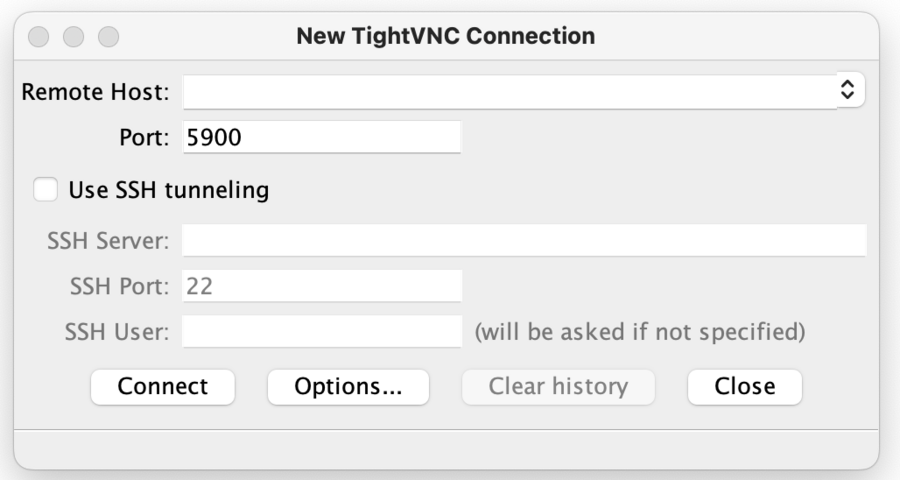 New TightVNC Connection
Remote Host:
Port: 5900
Use SSH tunneling
SSH Server:
SSH Port: 22
SSH User: (will be asked if not specified)
Connect Options... Clear history Close